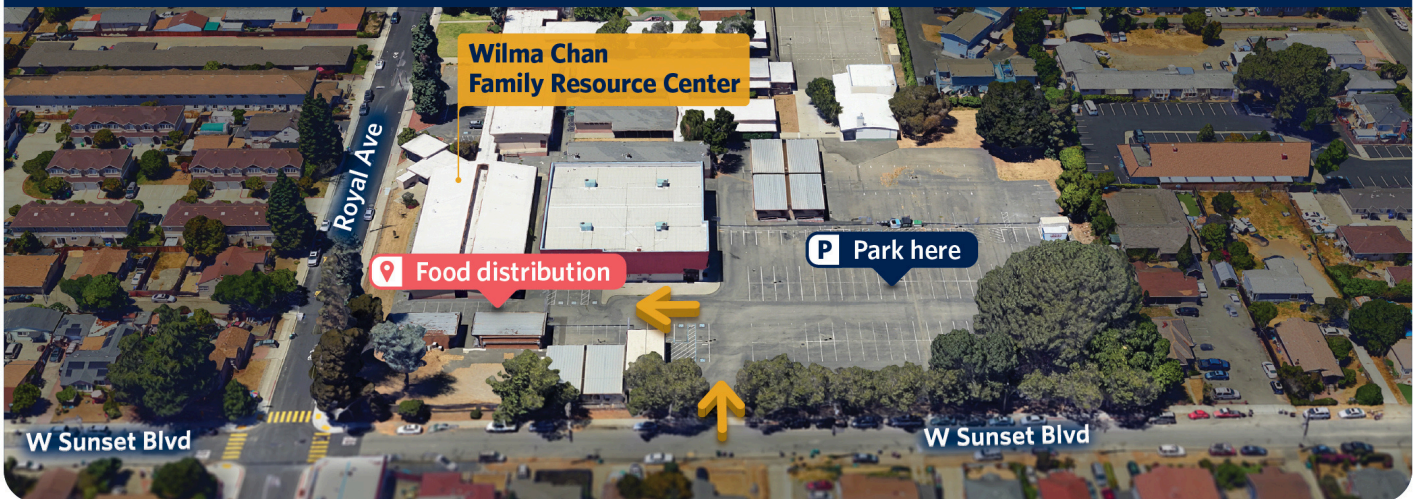 Wilma Chan
Family Resource Center
Royal Ave
P Park here
Food distribution
W Sunset Blvd
W Sunset Blvd